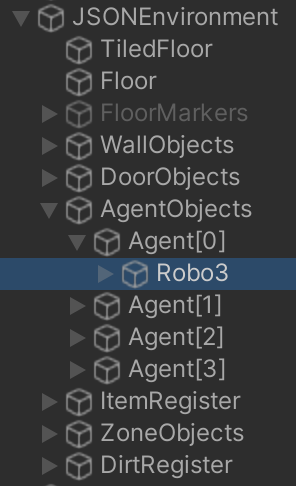 JSONEnvironment
TiledFloor
Floor
FloorMarkers
WallObjects
DoorObjects
AgentObjects
Agent[0]
Robo3
Agent[1]
Agent[2]
Agent[3]
ItemRegister
ZoneObjects
DirtRegister